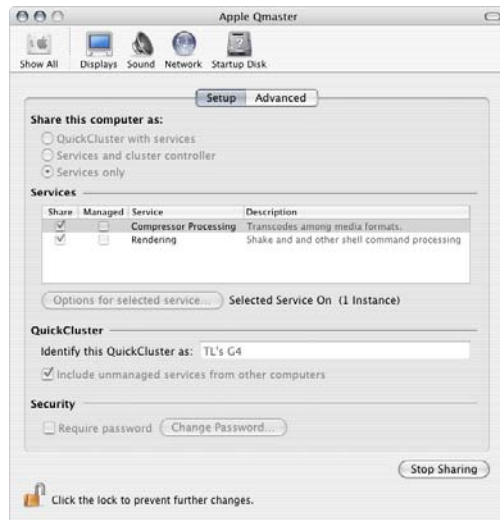 Apple Qmaster
Show All Displays Sound Network Startup Disk
Setup Advanced
Share this computer as:
QuickCluster with services
Services and cluster controller
Services only
Services
Share Managed Service Description
Compressor Processing Transcodes among media formats.
Rendering Shake and and other shell command processing
Options for selected service... Selected Service On (1 Instance)
QuickCluster
Identify this QuickCluster as: TL's G4
Include unmanaged services from other computers
Security
Require password Change Password...
Stop Sharing
Click the lock to prevent further changes.